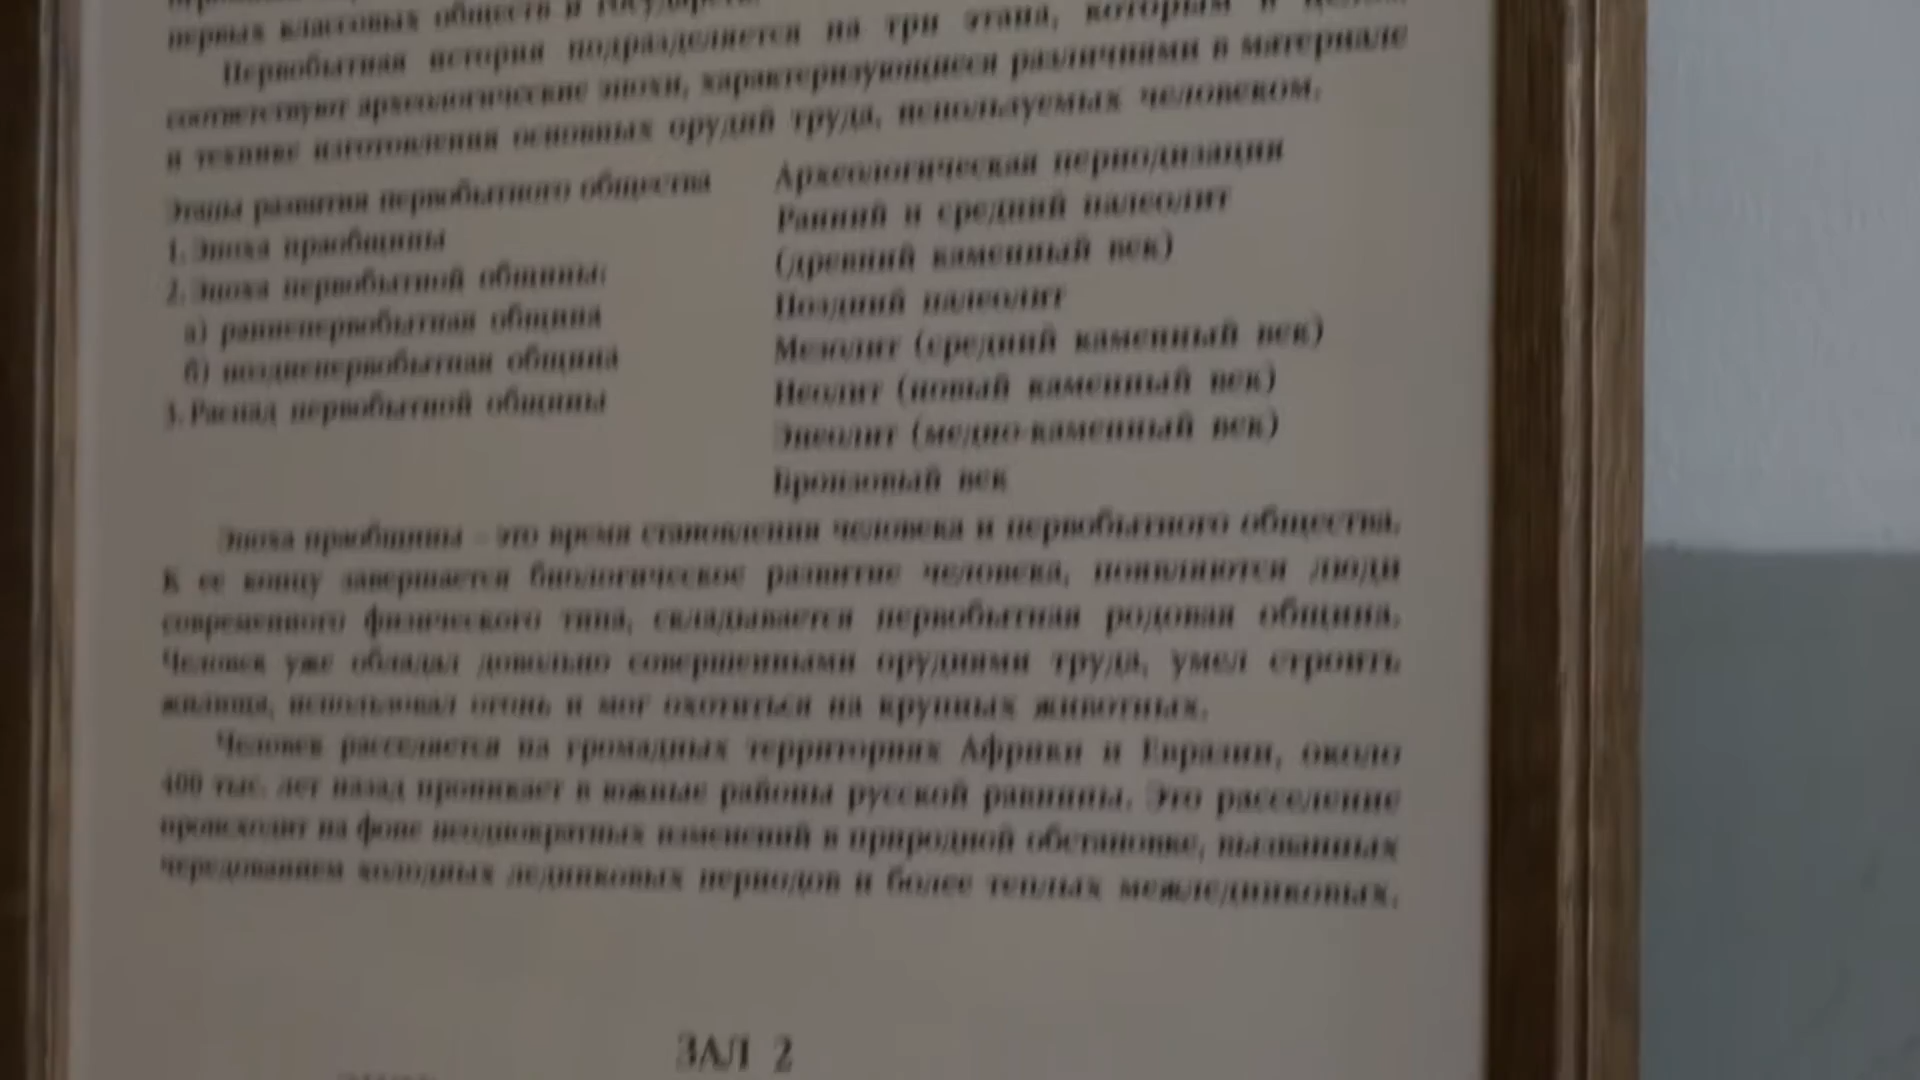 первых классовых обществ и государств.
Первобытная история подразделяется на три этапа, которым в целом
соответствуют археологические эпохи, характеризующиеся различиями в материале
и технике изготовления основных орудий труда, используемых человеком.
Этапы развития первобытного общества
1. Эпоха праобщины
2. Эпоха первобытной общины:
а) раннепервобытная община
б) позднепервобытная община
3. Распад первобытной общины
Археологическая периодизация
Ранний и средний палеолит
(древний каменный век)
Поздний палеолит
Мезолит (средний каменный век)
Неолит (новый каменный век)
Энеолит (медно-каменный век)
Бронзовый век
Эпоха праобщины - это время становления человека и первобытного общества.
К ее концу завершается биологическое развитие человека, появляются люди
современного физического типа, складывается первобытная родовая община.
Человек уже обладал довольно совершенными орудиями труда, умел строить
жилища, использовал огонь и мог охотиться на крупных животных.
Человек расселяется на громадных территориях Африки и Евразии, около
400 тыс. лет назад проникает в южные районы русской равнины. Это расселение
происходит на фоне неоднократных изменений в природной обстановке, вызванных
чередованием холодных ледниковых периодов и более теплых межледниковых.
ЗАЛ 2